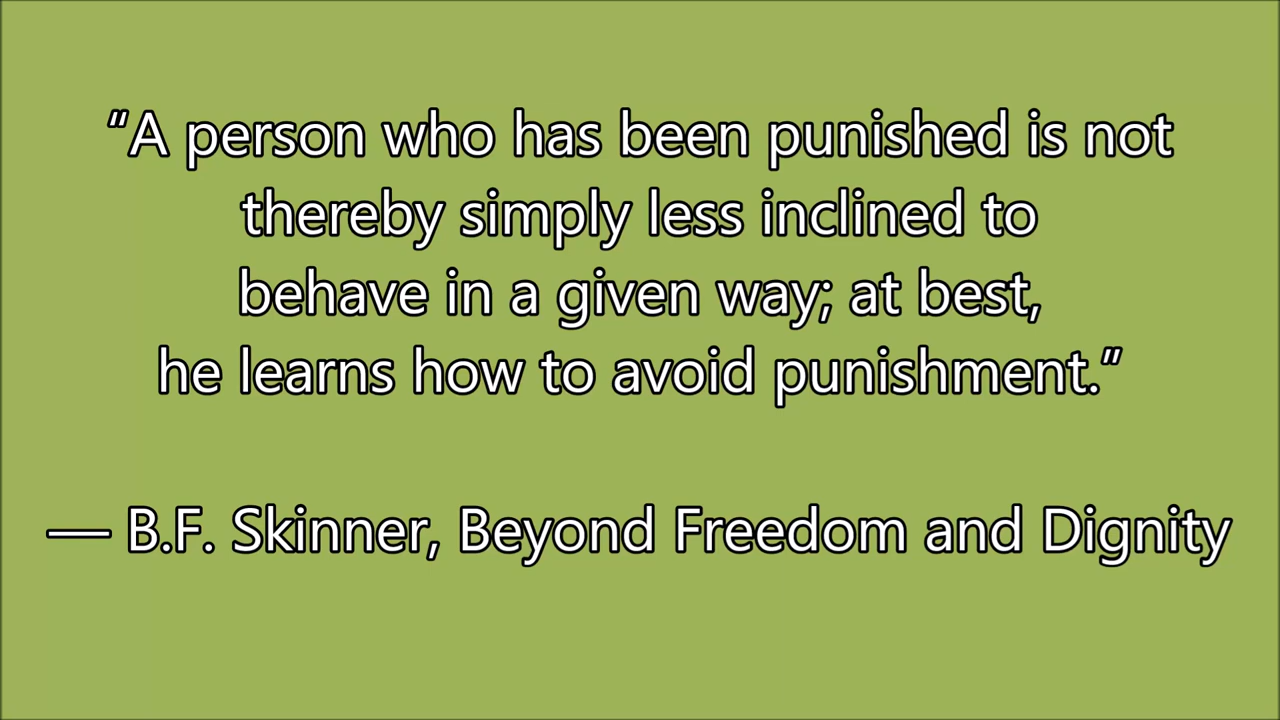 “A person who has been punished is not
thereby simply less inclined to
behave in a given way; at best,
he learns how to avoid punishment.”
— B.F. Skinner, Beyond Freedom and Dignity